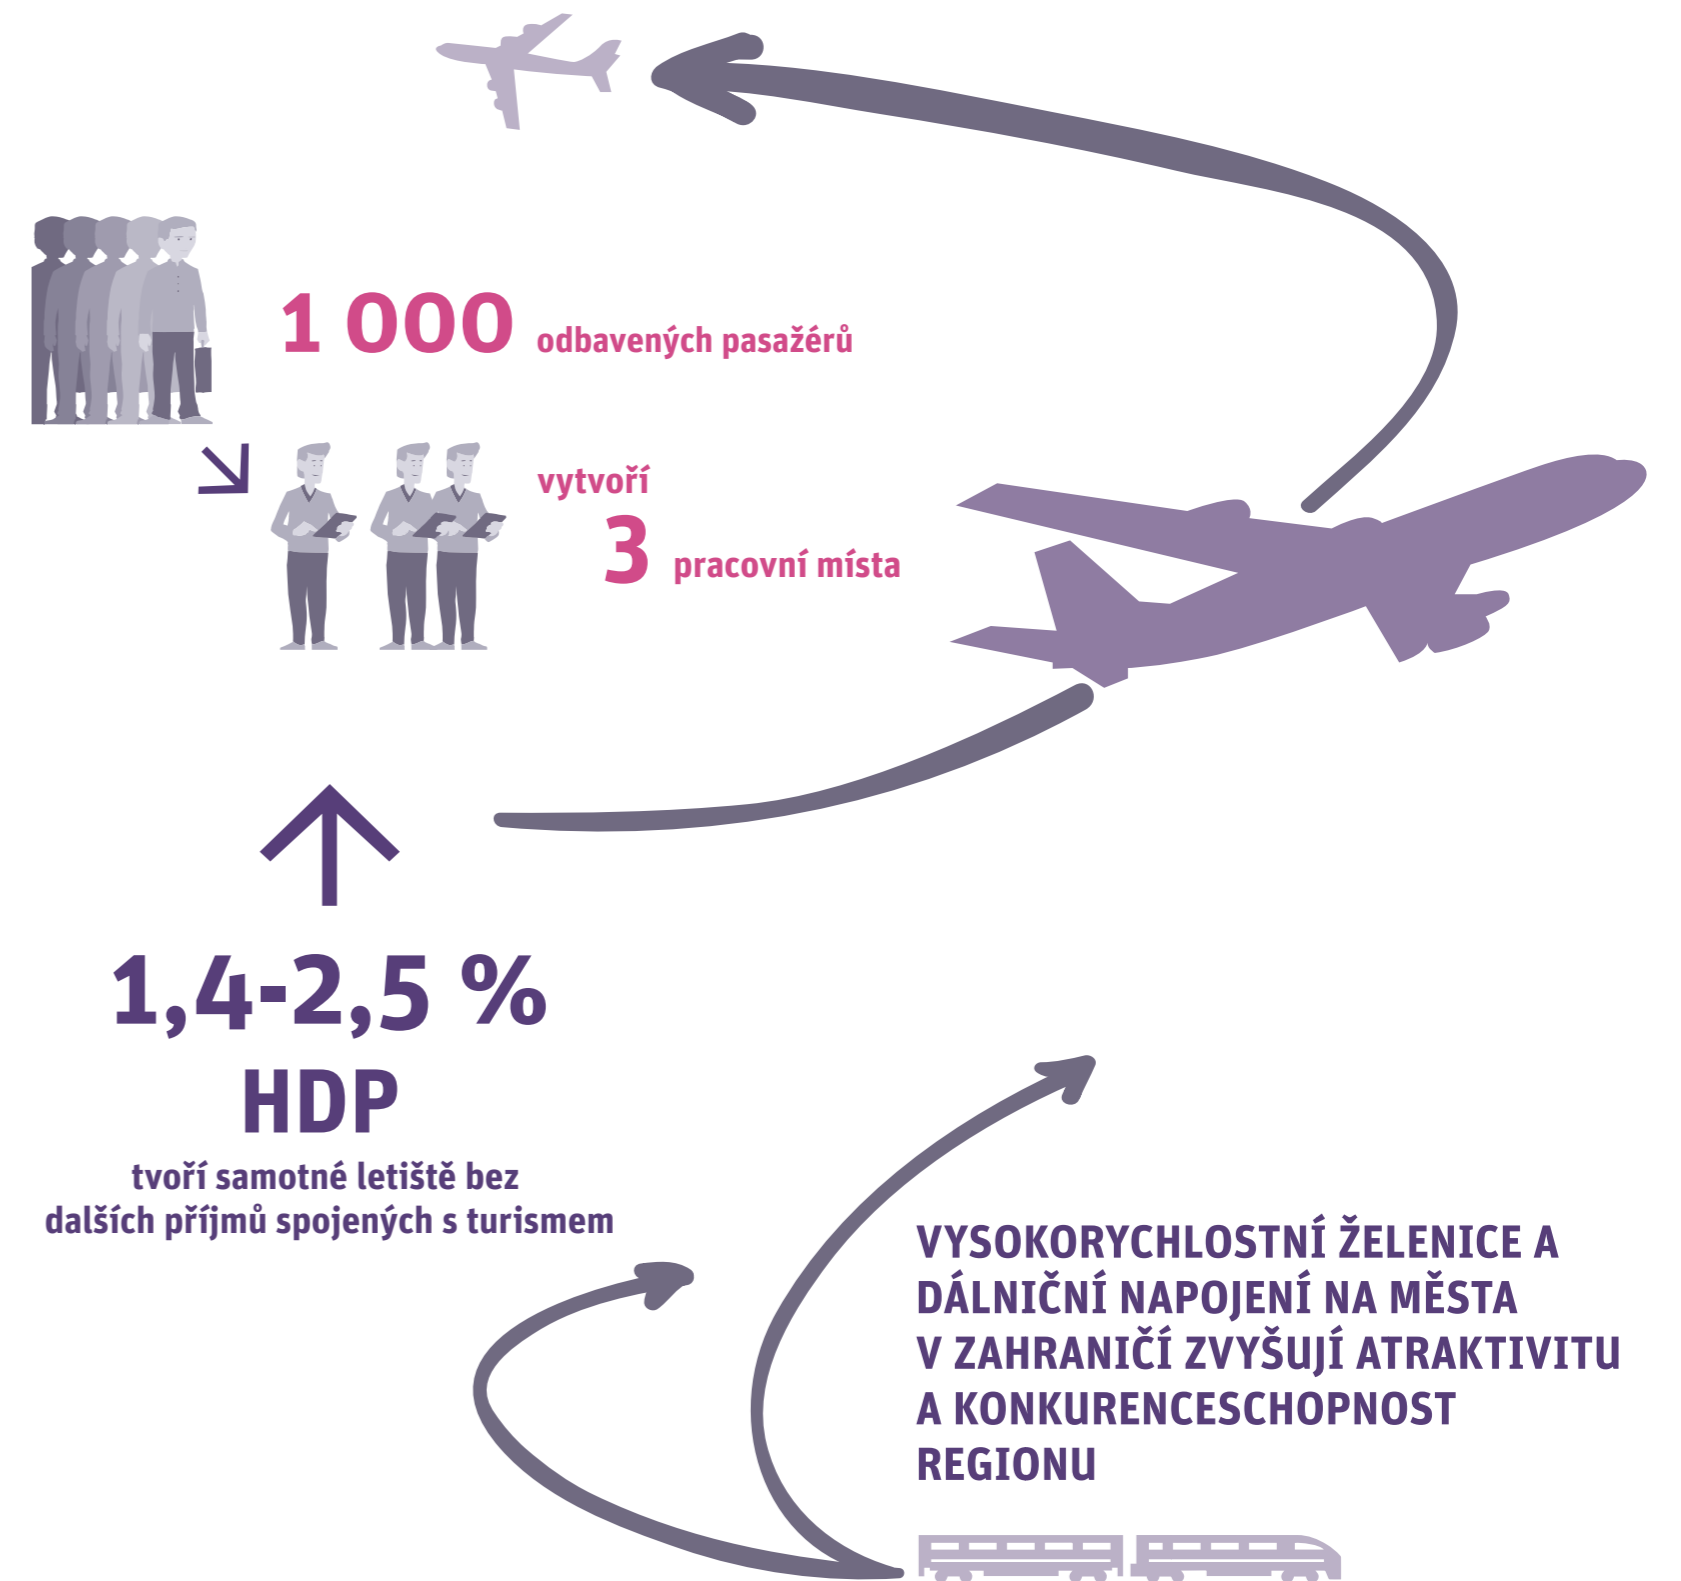 1 000 odbavených pasažérů
vytvoří
3 pracovní místa
1,4-2,5 %
HDP
tvoří samotné letiště bez
dalších příjmů spojených s turismem
VYSOKORYCHLOSTNÍ ŽELENICE A
DÁLNIČNÍ NAPOJENÍ NA MĚSTA
V ZAHRANIČÍ ZVYŠUJÍ ATRAKTIVITU
A KONKURENCESCHOPNOST
REGIONU